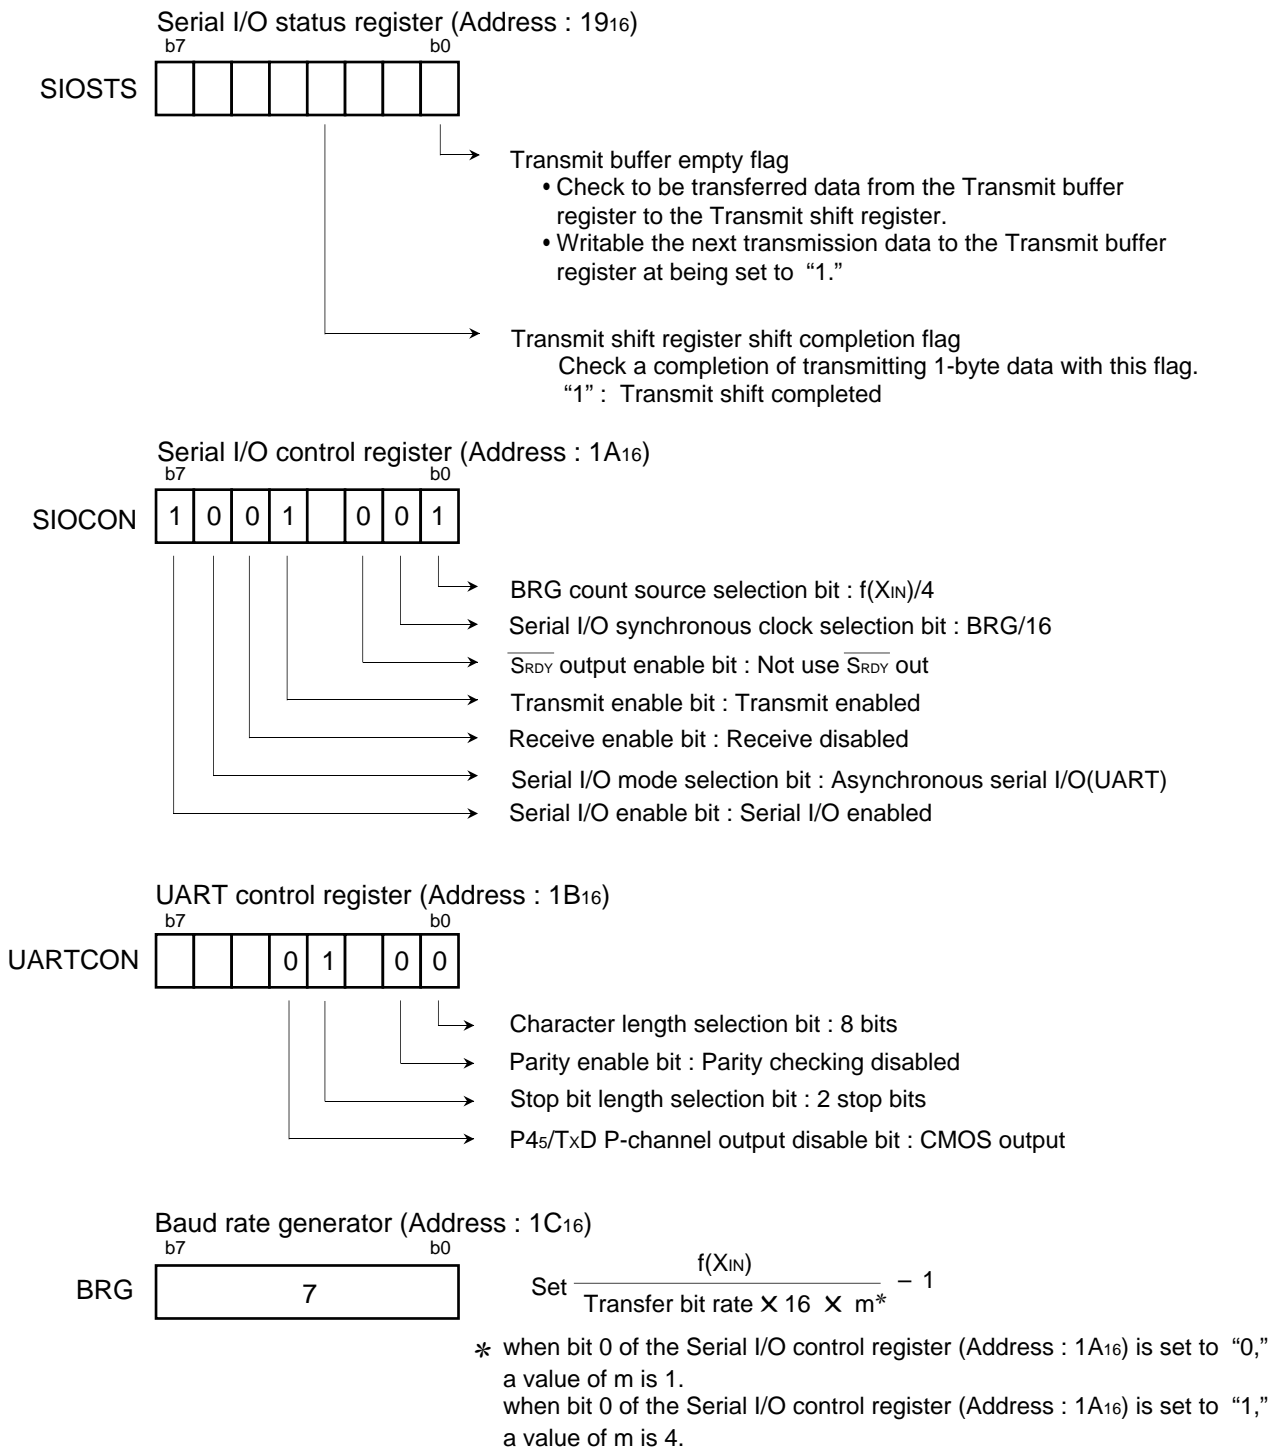 Serial I/O status register (Address : 1916)
b7 b0
SIOSTS
Transmit buffer empty flag
• Check to be transferred data from the Transmit buffer
register to the Transmit shift register.
• Writable the next transmission data to the Transmit buffer
register at being set to “1.”
Transmit shift register shift completion flag
Check a completion of transmitting 1-byte data with this flag.
“1” : Transmit shift completed
Serial I/O control register (Address : 1A16)
b7 b0
SIOCON 1 0 0 1 0 0 1
BRG count source selection bit : f(XIN)/4
Serial I/O synchronous clock selection bit : BRG/16
SRDY output enable bit : Not use SRDY out
Transmit enable bit : Transmit enabled
Receive enable bit : Receive disabled
Serial I/O mode selection bit : Asynchronous serial I/O(UART)
Serial I/O enable bit : Serial I/O enabled
UART control register (Address : 1B16)
b7 b0
UARTCON 0 1 0 0
Character length selection bit : 8 bits
Parity enable bit : Parity checking disabled
Stop bit length selection bit : 2 stop bits
P45/TxD P-channel output disable bit : CMOS output
Baud rate generator (Address : 1C16)
b7 b0
BRG 7
f(XIN)
Set – 1
Transfer bit rate × 16 × m*
* when bit 0 of the Serial I/O control register (Address : 1A16) is set to “0,”
a value of m is 1.
when bit 0 of the Serial I/O control register (Address : 1A16) is set to “1,”
a value of m is 4.